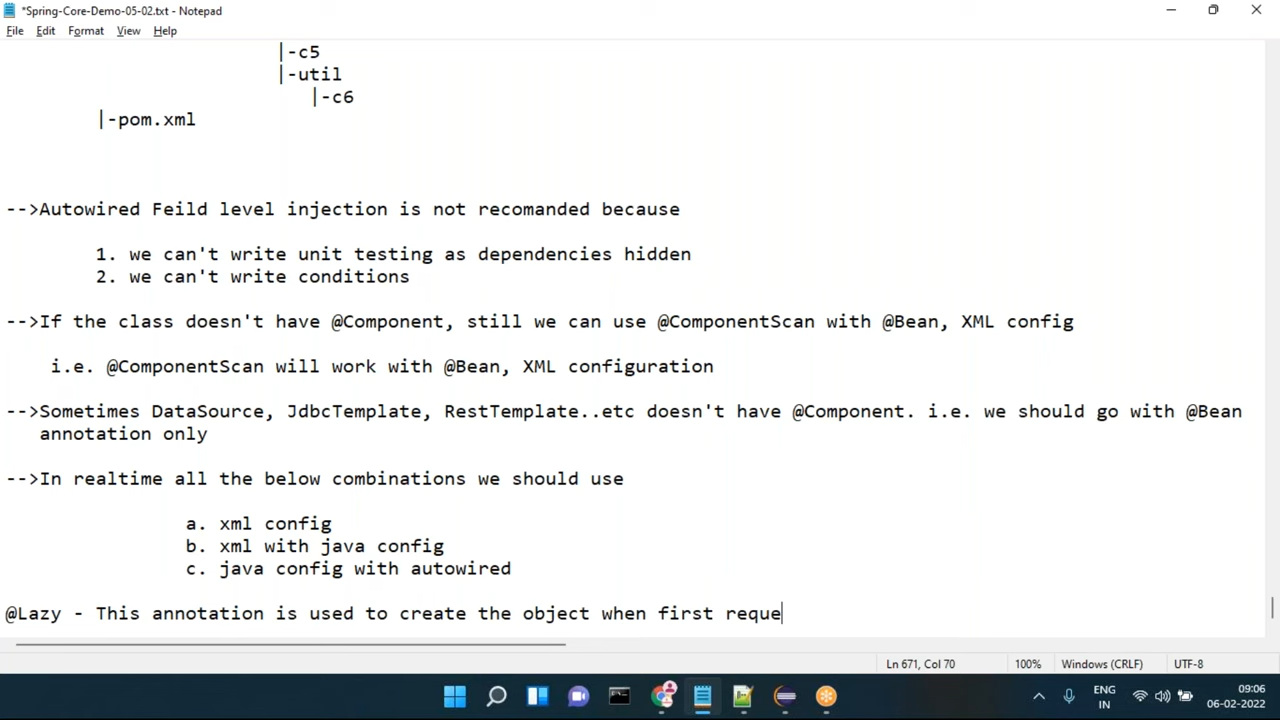 *Spring-Core-Demo-05-02.txt - Notepad
File Edit Format View Help
|-c5
|-util
|-c6
|-pom.xml
-->Autowired Feild level injection is not recomanded because
1. we can't write unit testing as dependencies hidden
2. we can't write conditions
-->If the class doesn't have @Component, still we can use @ComponentScan with @Bean, XML config
i.e. @ComponentScan will work with @Bean, XML configuration
-->Sometimes DataSource, JdbcTemplate, RestTemplate..etc doesn't have @Component. i.e. we should go with @Bean
annotation only
-->In realtime all the below combinations we should use
a. xml config
b. xml with java config
c. java config with autowired
@Lazy - This annotation is used to create the object when first reque
Ln 671, Col 70 100% Windows (CRLF) UTF-8
ENG 09:06
IN 06-02-2022